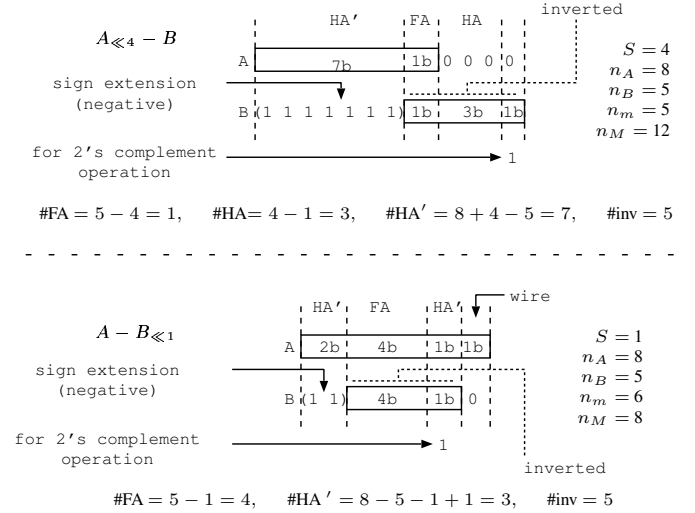 inverted
HA′ FA HA
A≪4 − B
A 7b 1b 0 0 0 0
S = 4
nA = 8
nB = 5
nm = 5
nM = 12
sign extension
(negative)
B (1 1 1 1 1 1 1) 1b 3b 1b
for 2's complement
operation
1
#FA = 5 − 4 = 1, #HA= 4 − 1 = 3, #HA′ = 8 + 4 − 5 = 7, #inv = 5
wire
HA′ FA HA′
A − B≪1
A 2b 4b 1b 1b
S = 1
nA = 8
nB = 5
nm = 6
nM = 8
sign extension
(negative)
B (1 1) 4b 1b 0
for 2's complement
operation
1
inverted
#FA = 5 − 1 = 4, #HA ′ = 8 − 5 − 1 + 1 = 3, #inv = 5